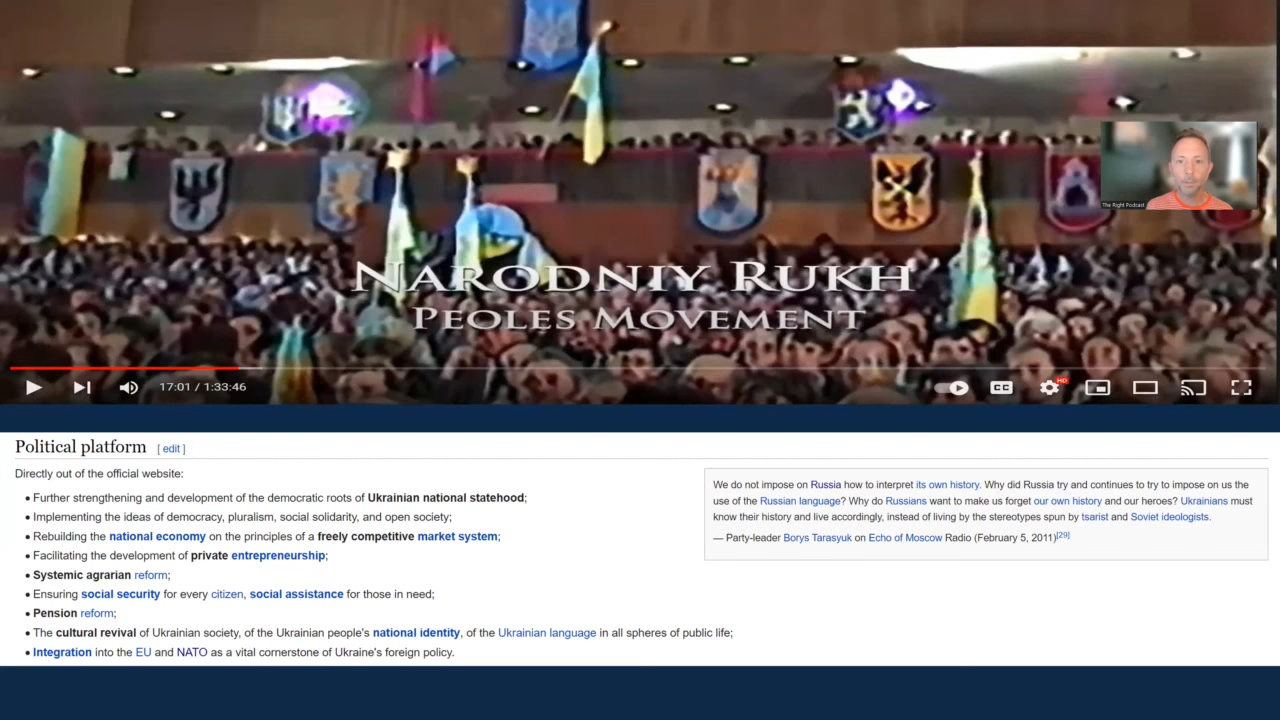 NARODNIY RUKH
PEOLES MOVEMENT
The Right Podcast
17:01 / 1:33:46
CC
HD
Political platform [ edit ]
Directly out of the official website:
• Further strengthening and development of the democratic roots of Ukrainian national statehood;
• Implementing the ideas of democracy, pluralism, social solidarity, and open society;
• Rebuilding the national economy on the principles of a freely competitive market system;
• Facilitating the development of private entrepreneurship;
• Systemic agrarian reform;
• Ensuring social security for every citizen, social assistance for those in need;
• Pension reform;
• The cultural revival of Ukrainian society, of the Ukrainian people's national identity, of the Ukrainian language in all spheres of public life;
• Integration into the EU and NATO as a vital cornerstone of Ukraine's foreign policy.
We do not impose on Russia how to interpret its own history. Why did Russia try and continues to try to impose on us the
use of the Russian language? Why do Russians want to make us forget our own history and our heroes? Ukrainians must
know their history and live accordingly, instead of living by the stereotypes spun by tsarist and Soviet ideologists.
— Party-leader Borys Tarasyuk on Echo of Moscow Radio (February 5, 2011)[29]